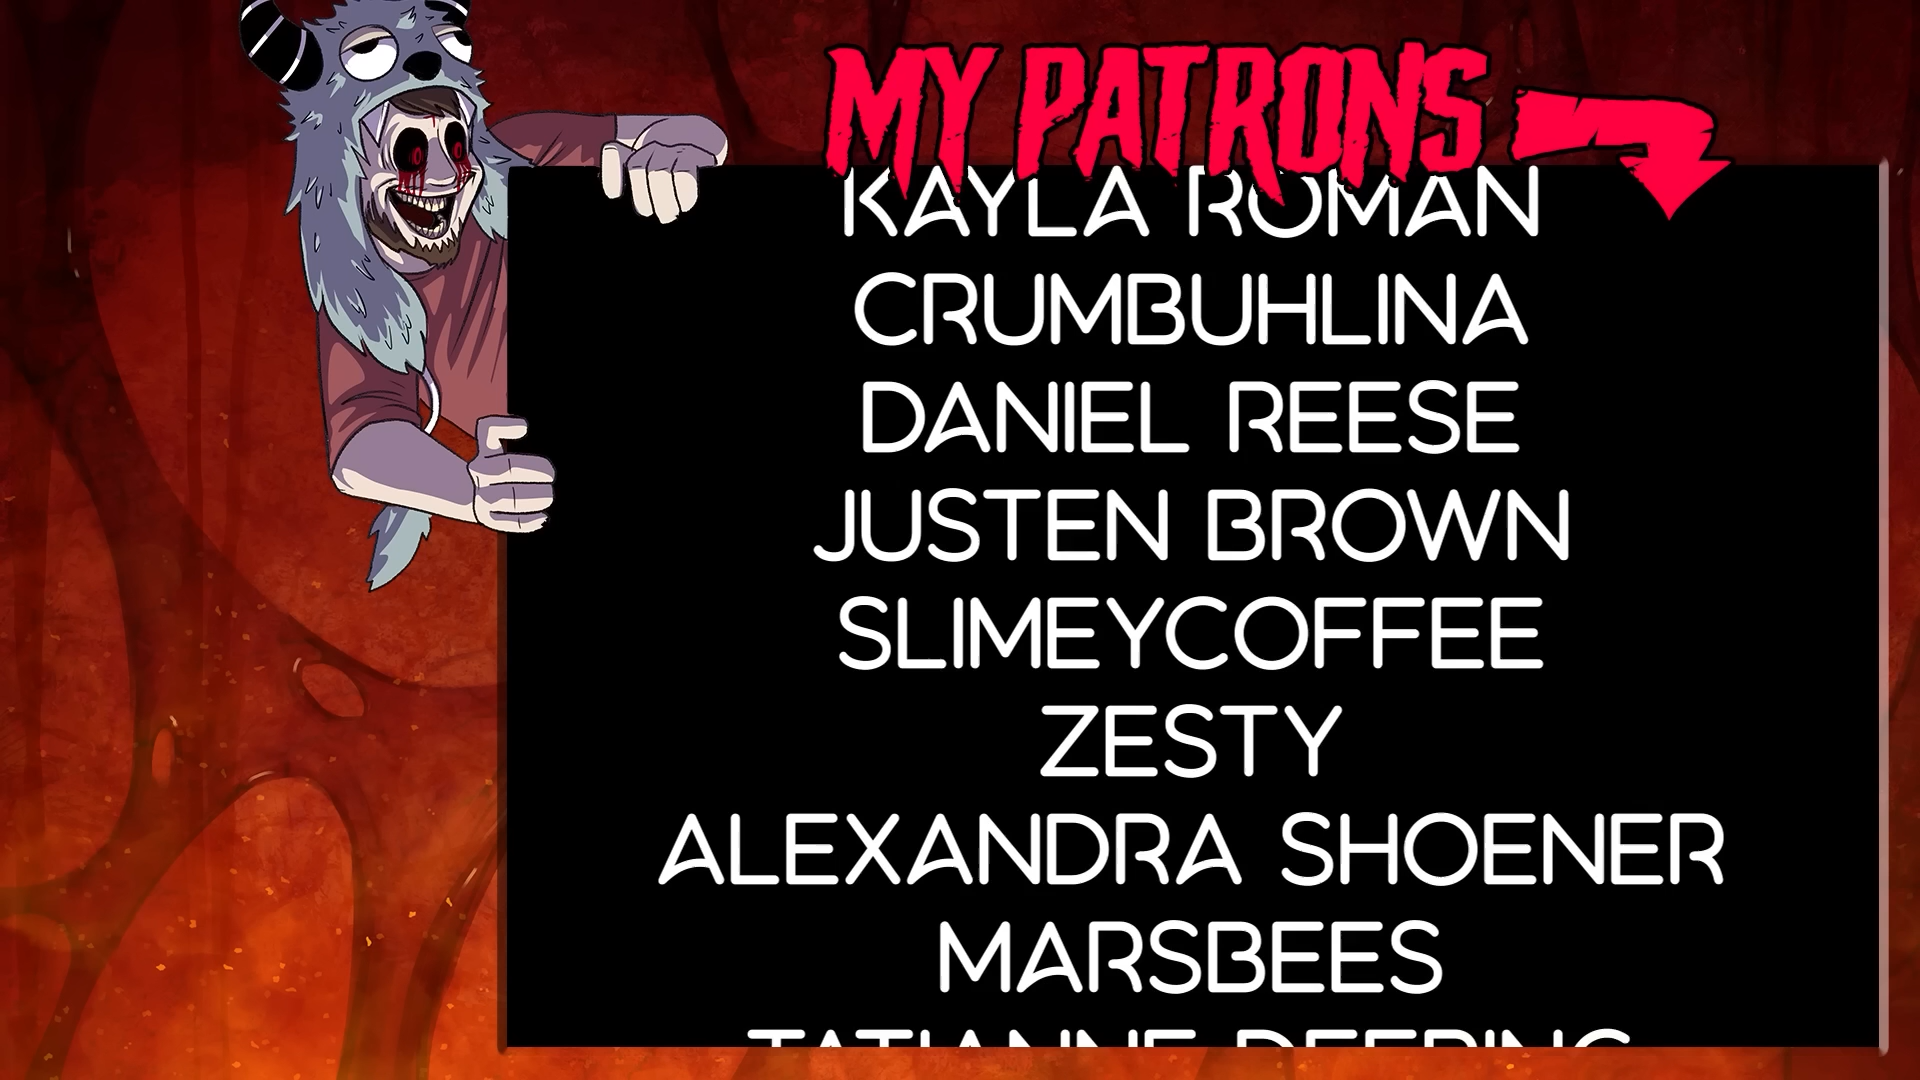 MY PATRONS
KAYLA ROMAN
CRUMBUHLINA
DANIEL REESE
JUSTEN BROWN
SLIMEYCOFFEE
ZESTY
ALEXANDRA SHOENER
MARSBEES